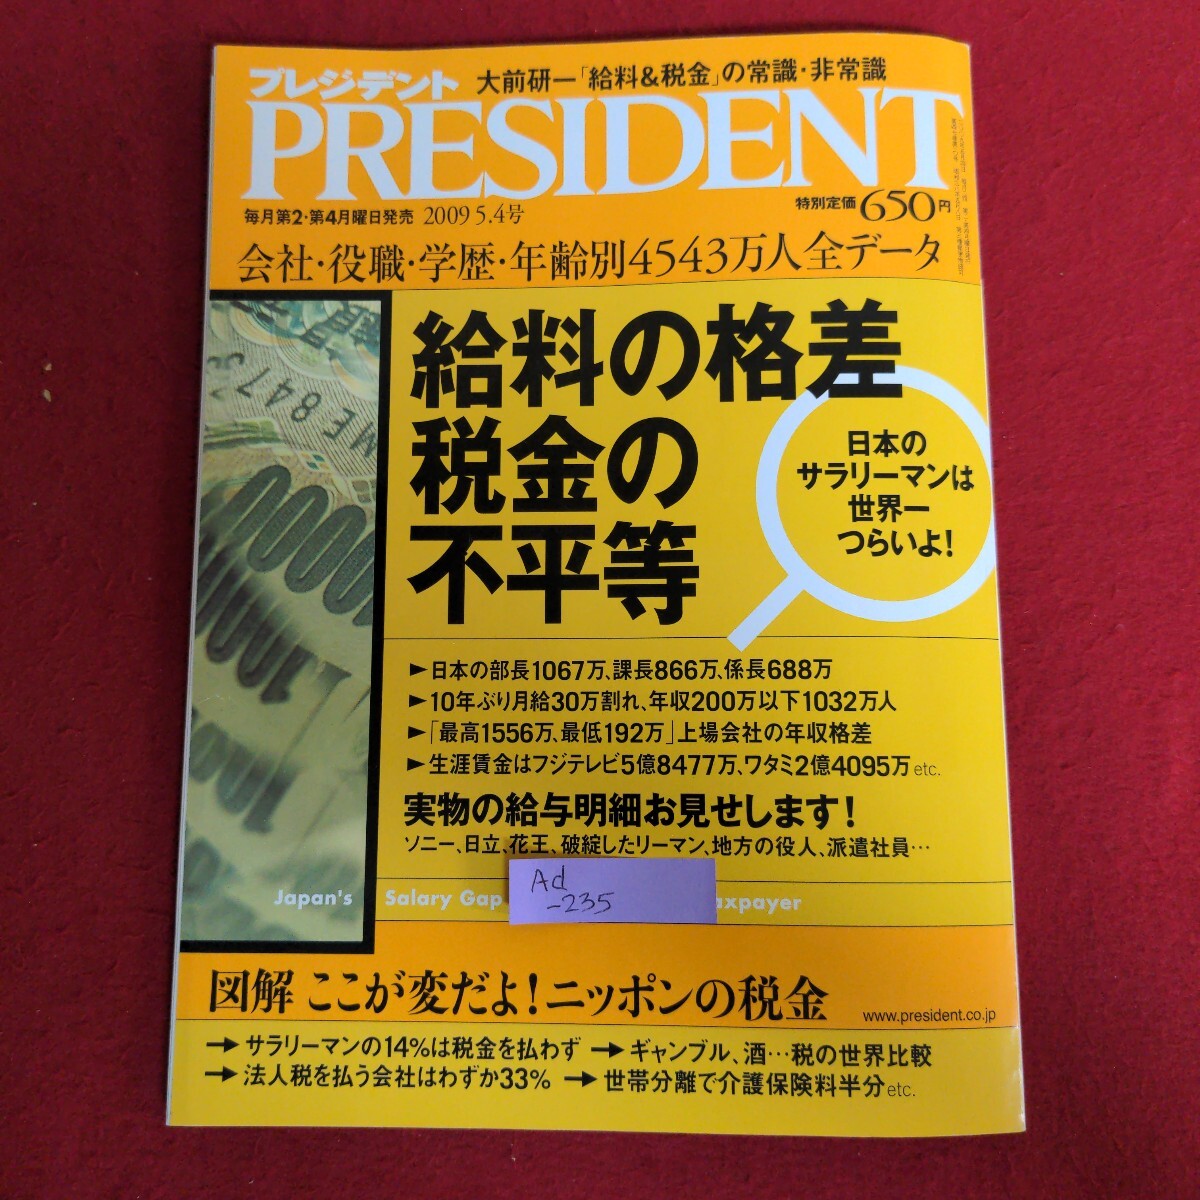 プレジデント
大前研一「給料&税金」の常識・非常識
PRESIDENT
毎月第2・第4月曜日発売 2009 5.4号
特別定価650円
会社・役職・学歴・年齢別4543万人全データ
給料の格差
税金の
不平等
日本の
サラリーマンは
世界一
つらいよ!
►日本の部長1067万、課長866万、係長688万
►10年ぶり月給30万割れ、年収200万以下1032万人
►「最高1556万、最低192万」上場会社の年収格差
►生涯賃金はフジテレビ5億8477万、ワタミ2億4095万etc.
実物の給与明細お見せします!
ソニー、日立、花王、破綻したリーマン、地方の役人、派遣社員…
Ad
-235
Japan's Salary Gap axpayer
図解 ここが変だよ!ニッポンの税金
www.president.co.jp
→サラリーマンの14%は税金を払わず →ギャンブル、酒…税の世界比較
→法人税を払う会社はわずか33% →世帯分離で介護保険料半分etc.